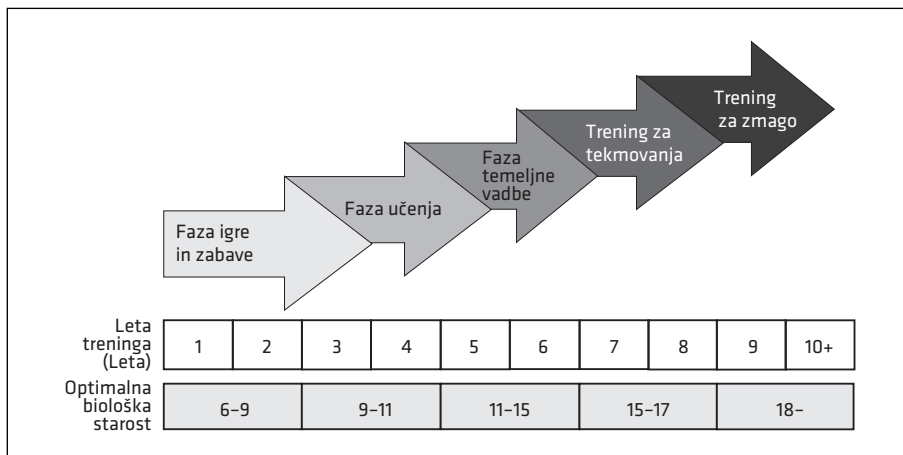 Faza igre
in zabave
Faza učenja
Faza
temeljne
vadbe
Trening za
tekmovanja
Trening
za zmago
Leta
treninga
(Leta)
1 2 3 4 5 6 7 8 9 10+
Optimalna
biološka
starost
6–9 9–11 11–15 15–17 18–